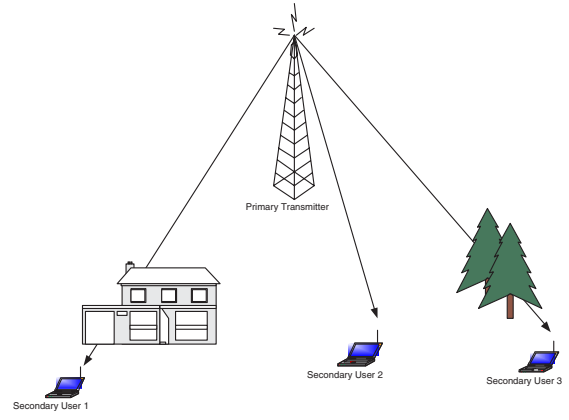 Primary Transmitter
Secondary User 2
Secondary User 3
Secondary User 1